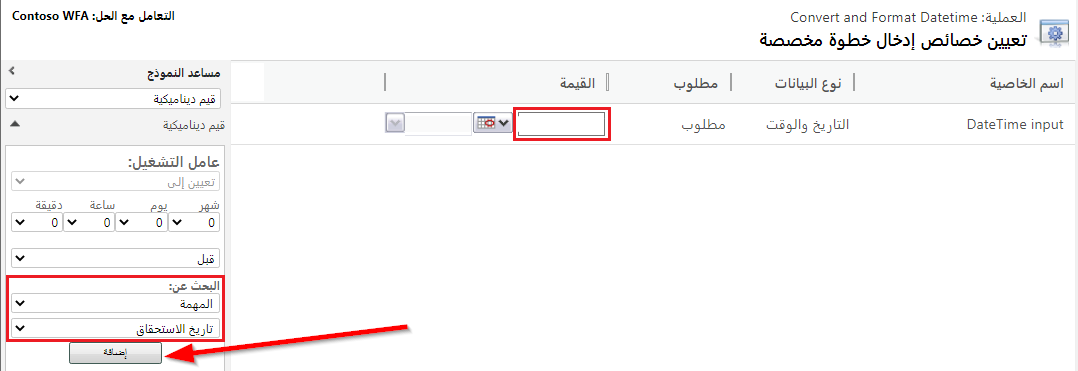 العملية: Convert and Format Datetime
تعيين خصائص إدخال خطوة مخصصة
التعامل مع الحل: Contoso WFA
اسم الخاصية
نوع البيانات
مطلوب
القيمة
DateTime input
التاريخ والوقت
مطلوب
مساعد النموذج
قيم ديناميكية
قيم ديناميكية
عامل التشغيل:
تعيين إلى
شهر يوم ساعة دقيقة
0 0 0 0
قبل
البحث عن:
المهمة
تاريخ الاستحقاق
إضافة